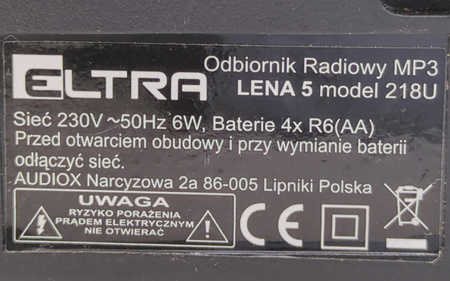 ELTRA
Odbiornik Radiowy MP3
LENA 5 model 218U
Sieć 230V ~50Hz 6W, Baterie 4x R6(AA)
Przed otwarciem obudowy i przy wymianie baterii
odłączyć sieć.
AUDIOX Narcyzowa 2a 86-005 Lipniki Polska
UWAGA
RYZYKO PORAŻENIA
PRĄDEM ELEKTRYCZNYM
NIE OTWIERAĆ
CE